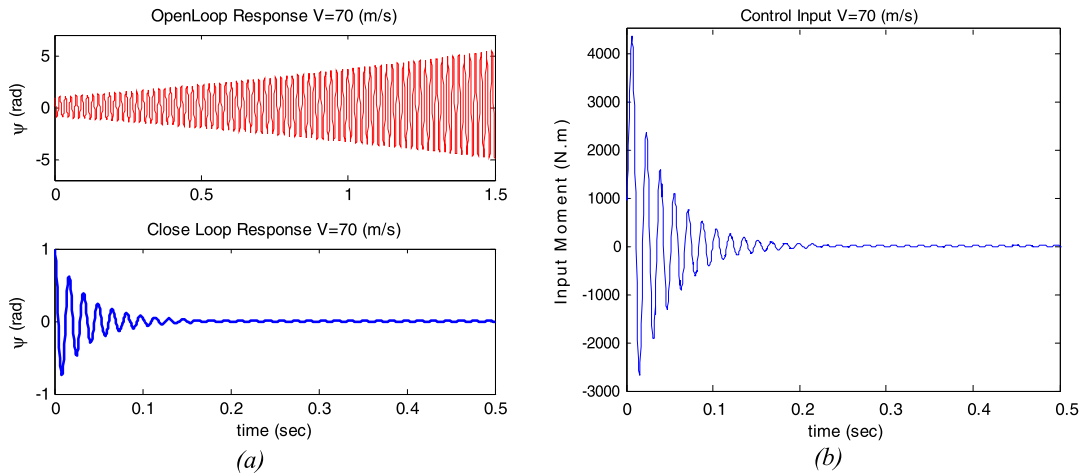 OpenLoop Response V=70 (m/s)
5
0
-5
ψ (rad)
0 0.5 1 1.5
Close Loop Response V=70 (m/s)
1
0
-1
ψ (rad)
0 0.1 0.2 0.3 0.4 0.5
time (sec)
(a)
Control Input V=70 (m/s)
4000
3000
2000
1000
0
-1000
-2000
-3000
Input Moment (N.m)
0 0.1 0.2 0.3 0.4 0.5
time (sec)
(b)